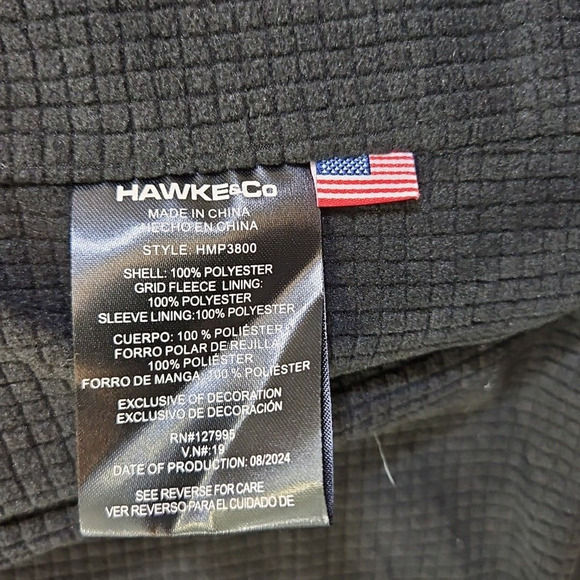 HAWKE&Co
MADE IN CHINA
HECHO EN CHINA
STYLE: HMP3800
SHELL: 100% POLYESTER
GRID FLEECE LINING:
100% POLYESTER
SLEEVE LINING:100% POLYESTER
CUERPO: 100 % POLIÉSTER
FORRO POLAR DE REJILLA
100% POLIÉSTER
FORRO DE MANGA: 100 % POLIÉSTER
EXCLUSIVE OF DECORATION
EXCLUSIVO DE DECORACIÓN
RN#127995
V.N#:19
DATE OF PRODUCTION: 08/2024
SEE REVERSE FOR CARE
VER REVERSO PARA EL CUIDADO DE